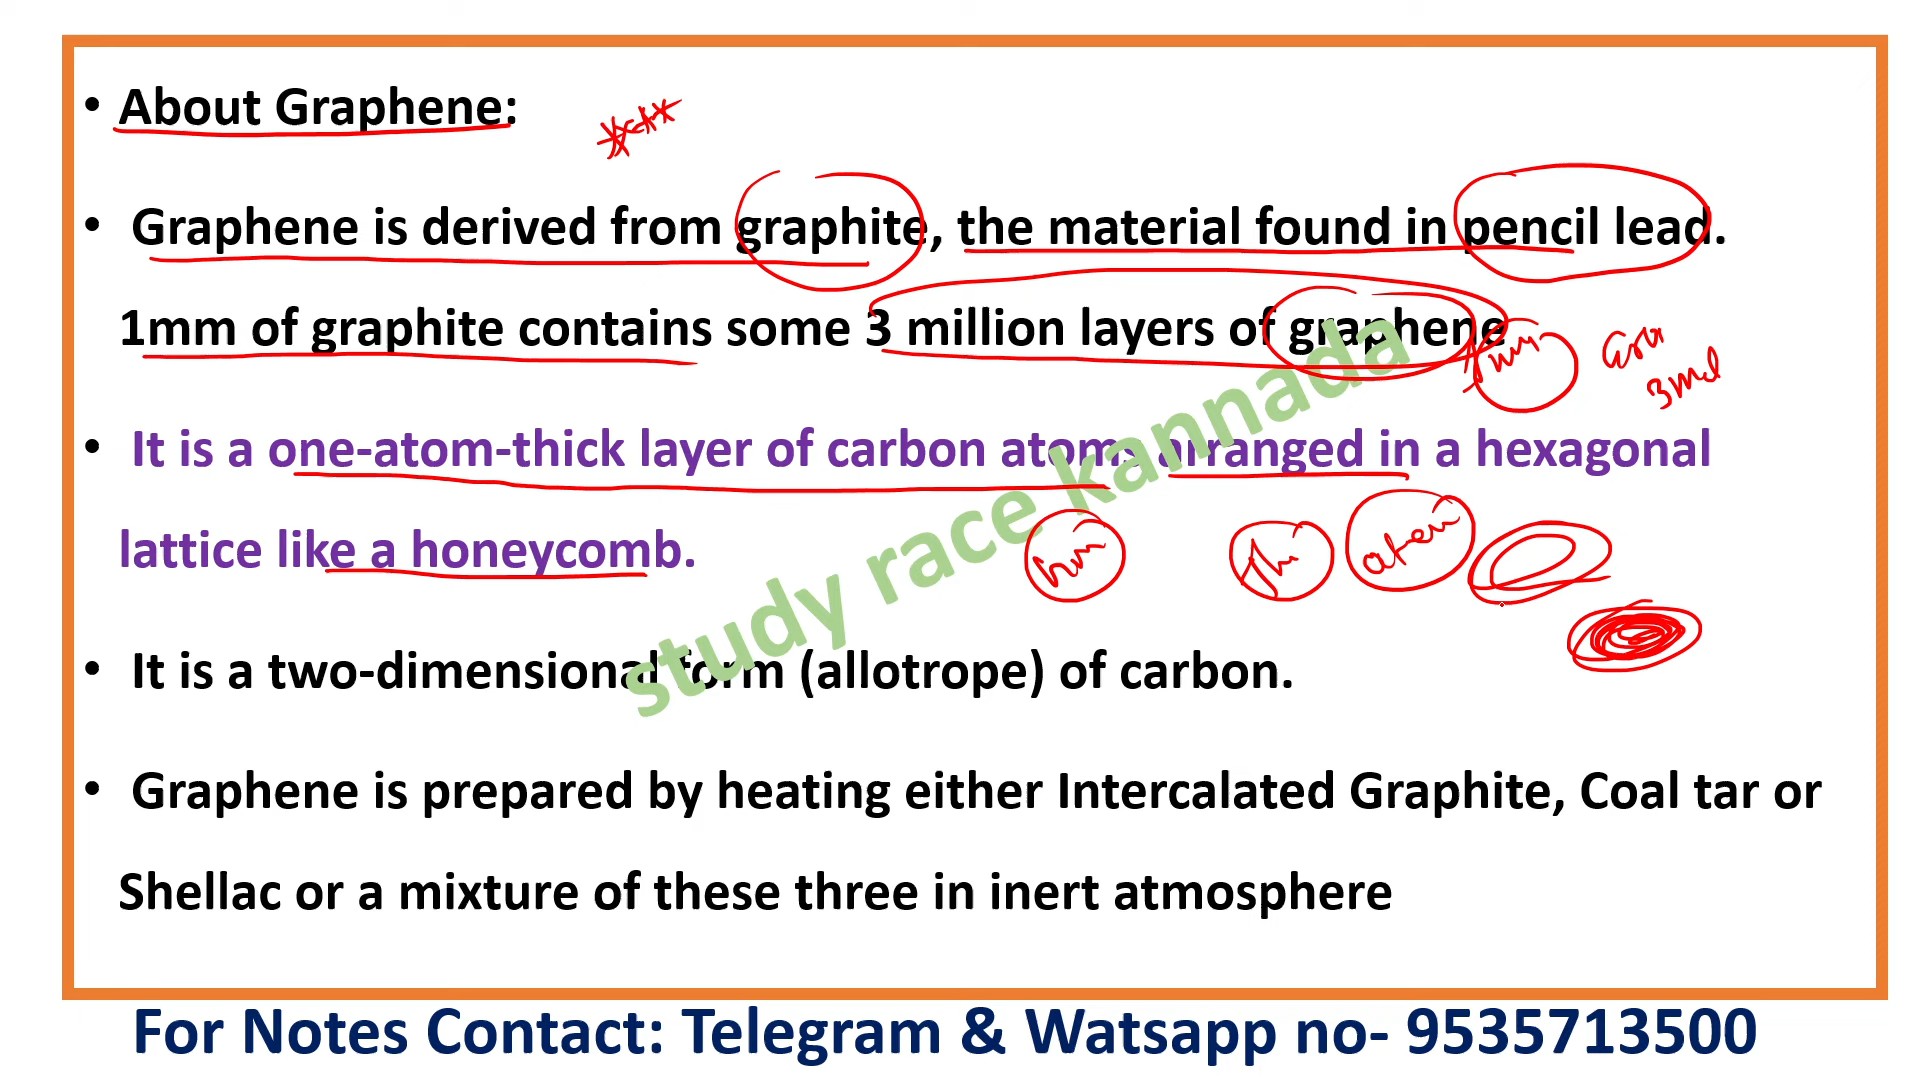 • About Graphene:
• Graphene is derived from graphite, the material found in pencil lead.
1mm of graphite contains some 3 million layers of graphene
• It is a one-atom-thick layer of carbon atoms arranged in a hexagonal
lattice like a honeycomb.
study race kannada
• It is a two-dimensional form (allotrope) of carbon.
• Graphene is prepared by heating either Intercalated Graphite, Coal tar or
Shellac or a mixture of these three in inert atmosphere
For Notes Contact: Telegram & Watsapp no- 9535713500